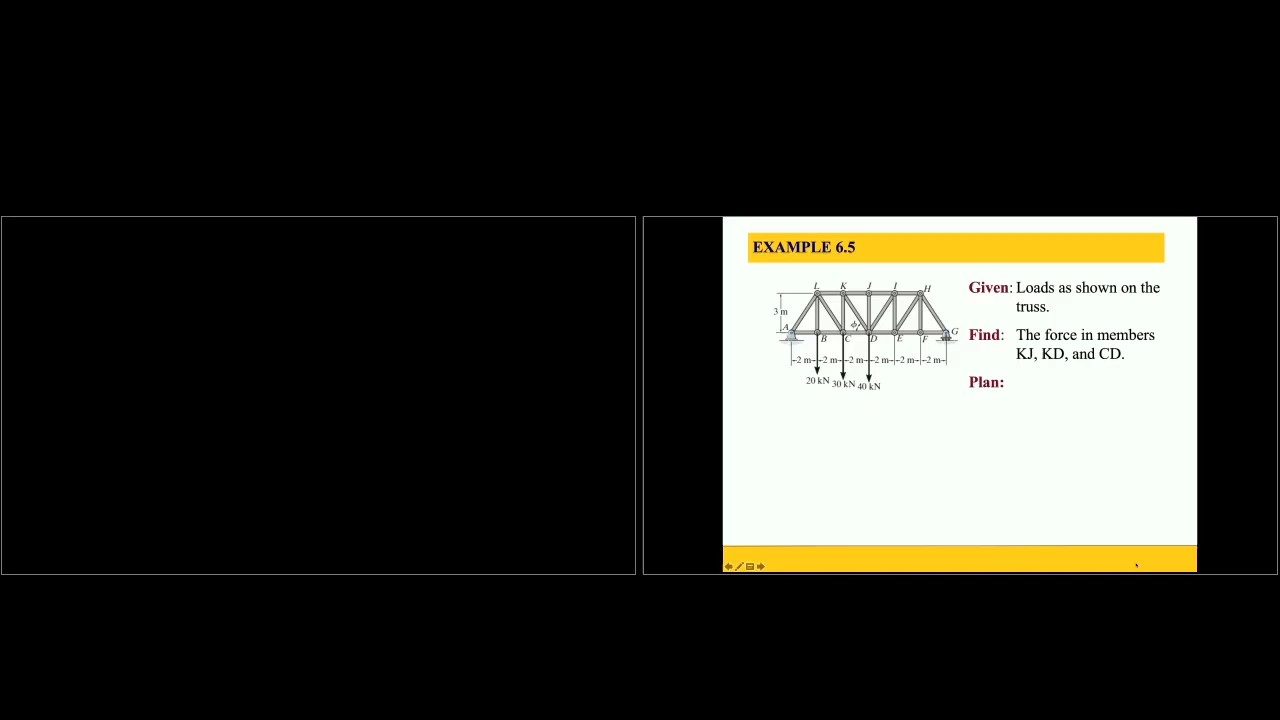 EXAMPLE 6.5
L K J I H
3 m
A
B C D E F G
2 m 2 m 2 m 2 m 2 m 2 m
20 kN 30 kN 40 kN
Given: Loads as shown on the
truss.
Find: The force in members
KJ, KD, and CD.
Plan: